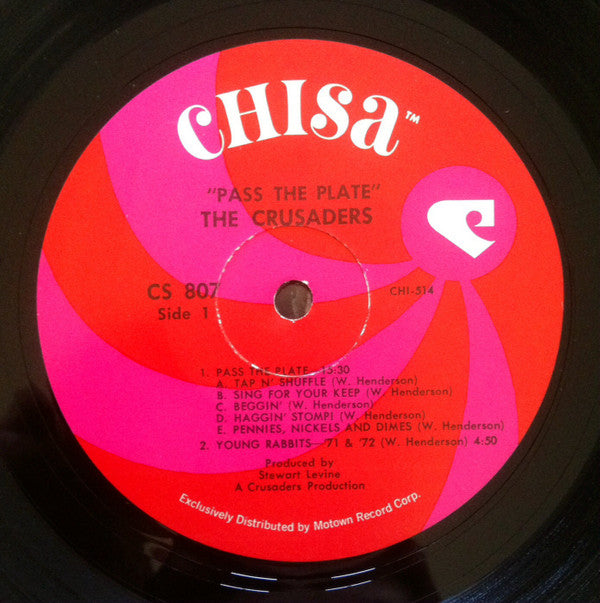 CHISA™
"PASS THE PLATE"
THE CRUSADERS
CS 807
Side 1
CHI-514
1. PASS THE PLATE—15:30
A. TAP N' SHUFFLE (W. Henderson)
B. SING FOR YOUR KEEP (W. Henderson)
C. BEGGIN' (W. Henderson)
D. HAGGIN' STOMP! (W. Henderson)
E. PENNIES, NICKELS AND DIMES (W. Henderson)
2. YOUNG RABBITS—'71 & '72 (W. Henderson) 4:50
Produced by
Stewart Levine
A Crusaders Production
Exclusively Distributed by Motown Record Corp.